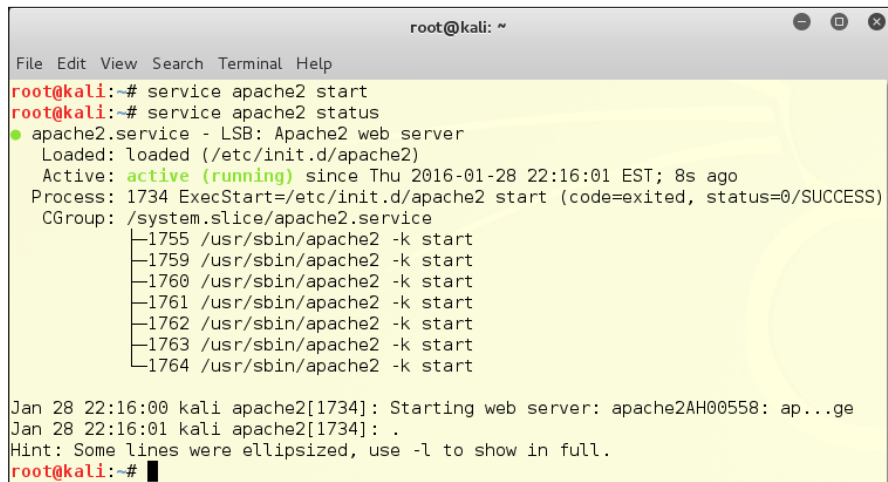 root@kali: ~
File Edit View Search Terminal Help
root@kali:~# service apache2 start
root@kali:~# service apache2 status
● apache2.service - LSB: Apache2 web server
   Loaded: loaded (/etc/init.d/apache2)
   Active: active (running) since Thu 2016-01-28 22:16:01 EST; 8s ago
  Process: 1734 ExecStart=/etc/init.d/apache2 start (code=exited, status=0/SUCCESS)
   CGroup: /system.slice/apache2.service
           ├─1755 /usr/sbin/apache2 -k start
           ├─1759 /usr/sbin/apache2 -k start
           ├─1760 /usr/sbin/apache2 -k start
           ├─1761 /usr/sbin/apache2 -k start
           ├─1762 /usr/sbin/apache2 -k start
           ├─1763 /usr/sbin/apache2 -k start
           └─1764 /usr/sbin/apache2 -k start
Jan 28 22:16:00 kali apache2[1734]: Starting web server: apache2AH00558: ap...ge
Jan 28 22:16:01 kali apache2[1734]: .
Hint: Some lines were ellipsized, use -l to show in full.
root@kali:~#